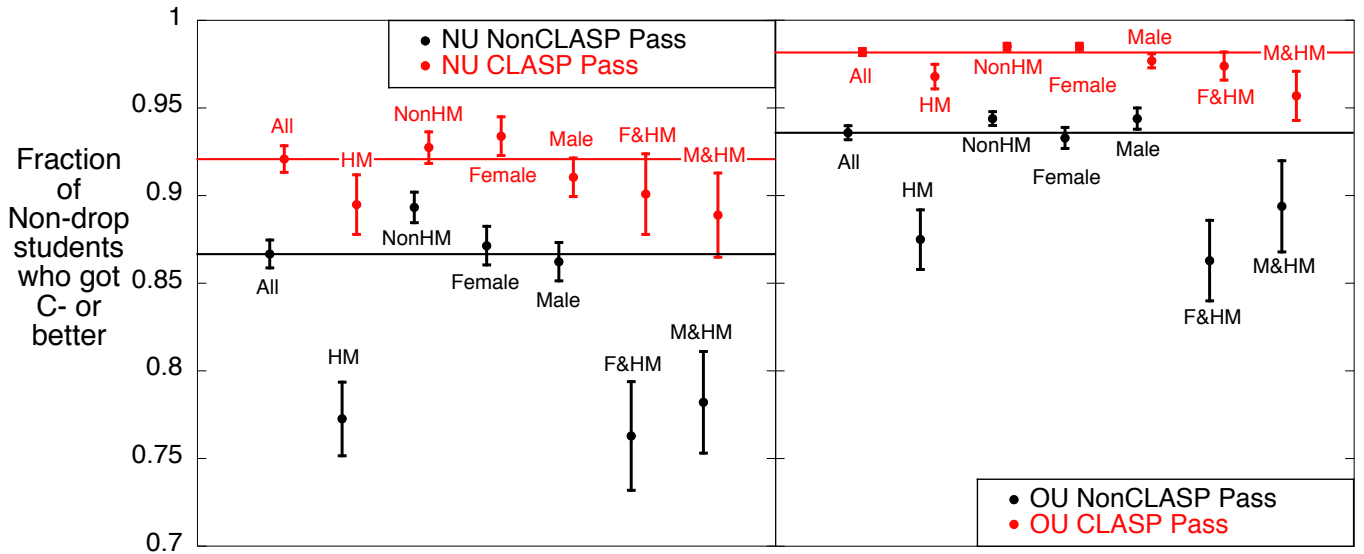 Fraction
of
Non-drop
students
who got
C- or
better
1
0.95
0.9
0.85
0.8
0.75
0.7
NU NonCLASP Pass
NU CLASP Pass
All
HM
NonHM
Female
Male
F&HM
M&HM
All
HM
NonHM
Female
Male
F&HM
M&HM
All
HM
NonHM
Female
Male
F&HM
M&HM
All
HM
NonHM
Female
Male
F&HM
M&HM
OU NonCLASP Pass
OU CLASP Pass